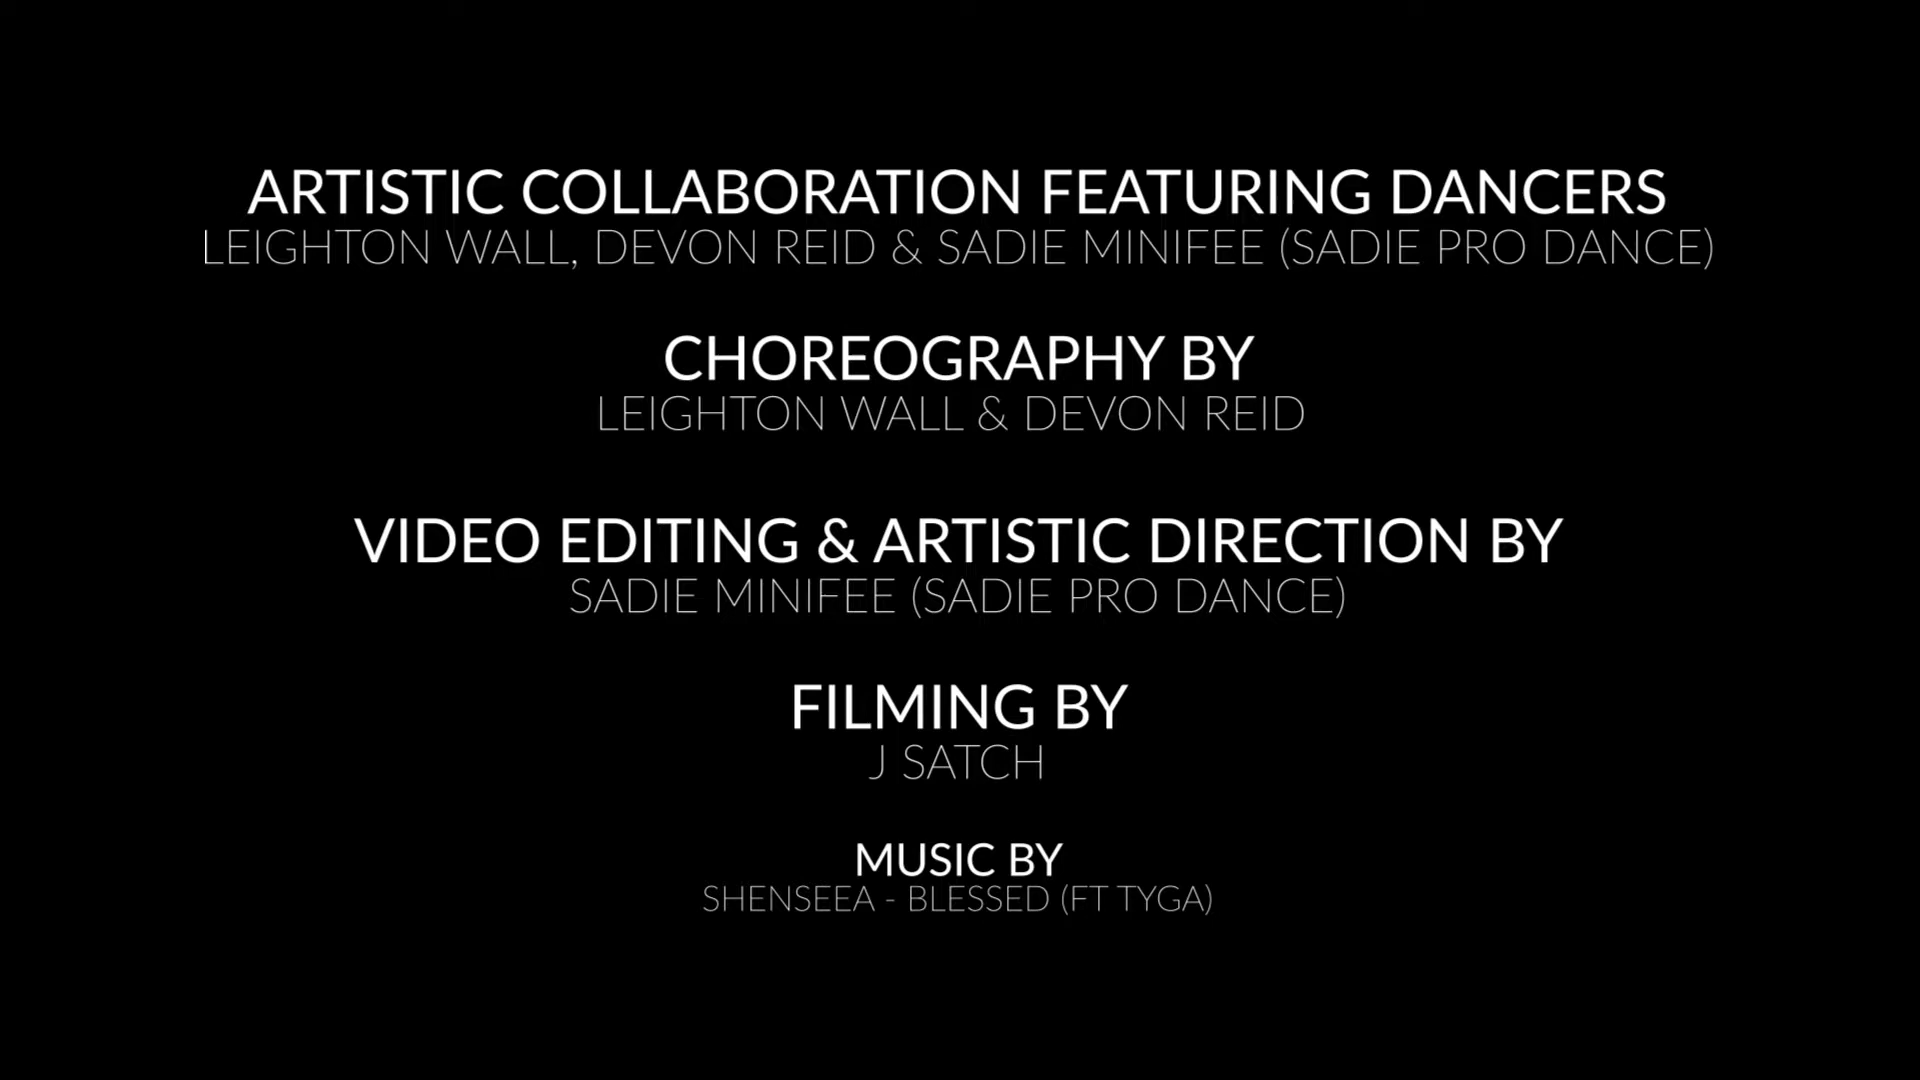 ARTISTIC COLLABORATION FEATURING DANCERS
LEIGHTON WALL, DEVON REID & SADIE MINIFEE (SADIE PRO DANCE)
CHOREOGRAPHY BY
LEIGHTON WALL & DEVON REID
VIDEO EDITING & ARTISTIC DIRECTION BY
SADIE MINIFEE (SADIE PRO DANCE)
FILMING BY
J SATCH
MUSIC BY
SHENSEEA - BLESSED (FT TYGA)